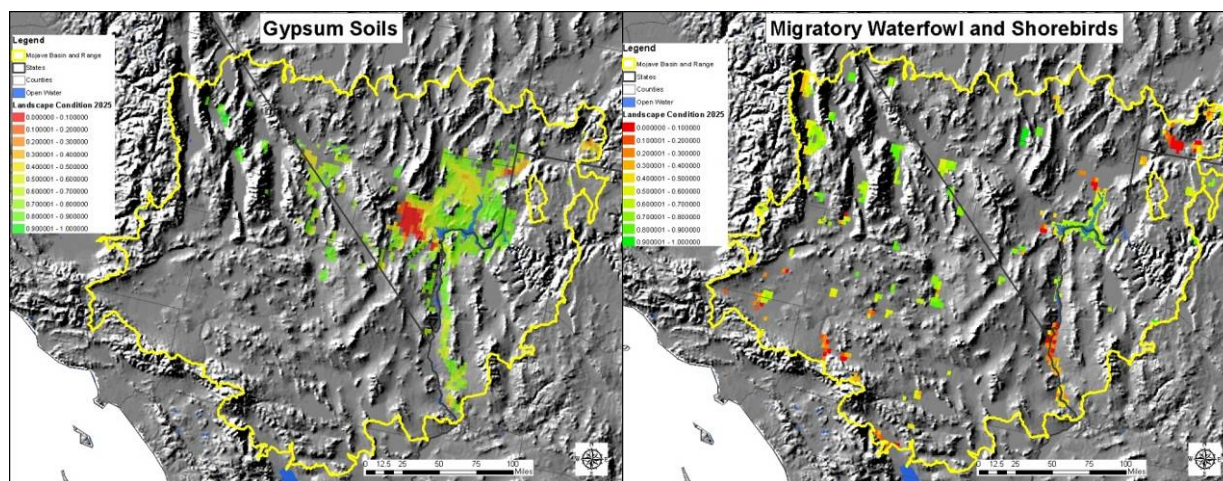 Gypsum Soils
Legend
Mojave Basin and Range
States
Counties
Open Water
Landscape Condition 2025
0.000000 - 0.100000
0.100001 - 0.200000
0.200001 - 0.300000
0.300001 - 0.400000
0.400001 - 0.500000
0.500001 - 0.600000
0.600001 - 0.700000
0.700001 - 0.800000
0.800001 - 0.900000
0.900001 - 1.000000
0 12.5 25 50 75 100
Miles
Migratory Waterfowl and Shorebirds
Legend
Mojave Basin and Range
States
Counties
Open Water
Landscape Condition 2025
0.000000 - 0.100000
0.100001 - 0.200000
0.200001 - 0.300000
0.300001 - 0.400000
0.400001 - 0.500000
0.500001 - 0.600000
0.600001 - 0.700000
0.700001 - 0.800000
0.800001 - 0.900000
0.900001 - 1.000000
0 12.5 25 50 75 100
Miles